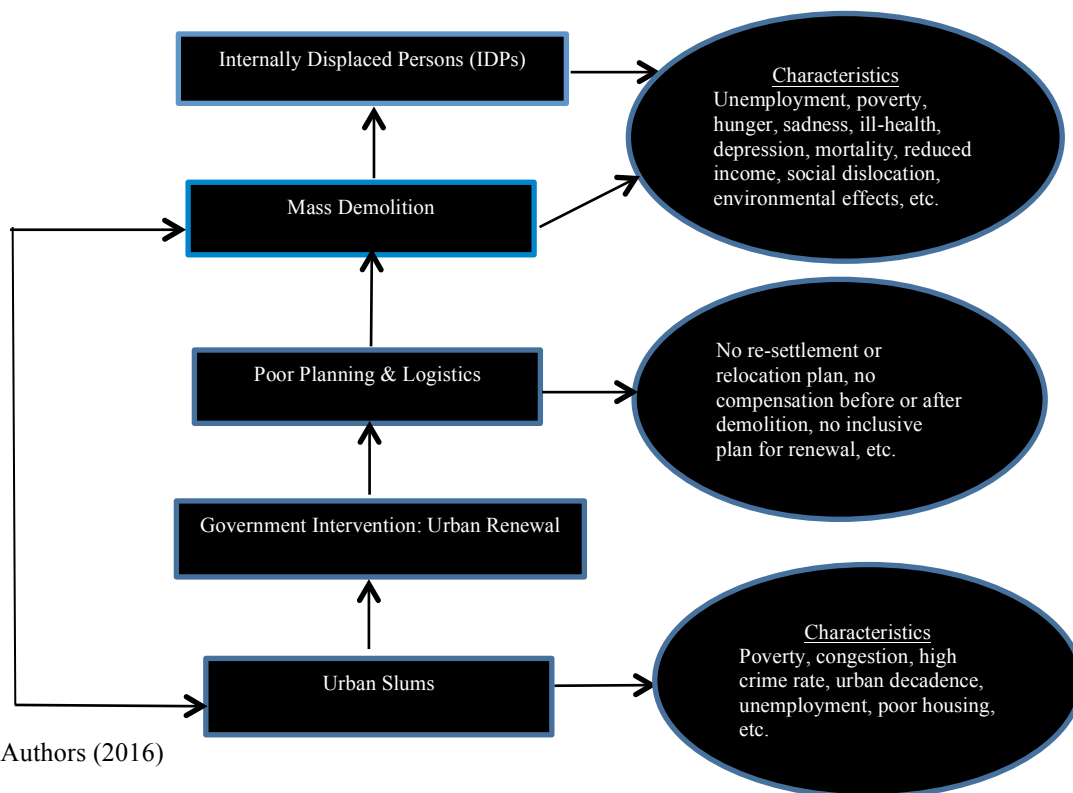 Internally Displaced Persons (IDPs)
Characteristics
Unemployment, poverty,
hunger, sadness, ill-health,
depression, mortality, reduced
income, social dislocation,
environmental effects, etc.
Mass Demolition
Poor Planning & Logistics
No re-settlement or
relocation plan, no
compensation before or after
demolition, no inclusive
plan for renewal, etc.
Government Intervention: Urban Renewal
Urban Slums
Characteristics
Poverty, congestion, high
crime rate, urban decadence,
unemployment, poor housing,
etc.
Authors (2016)